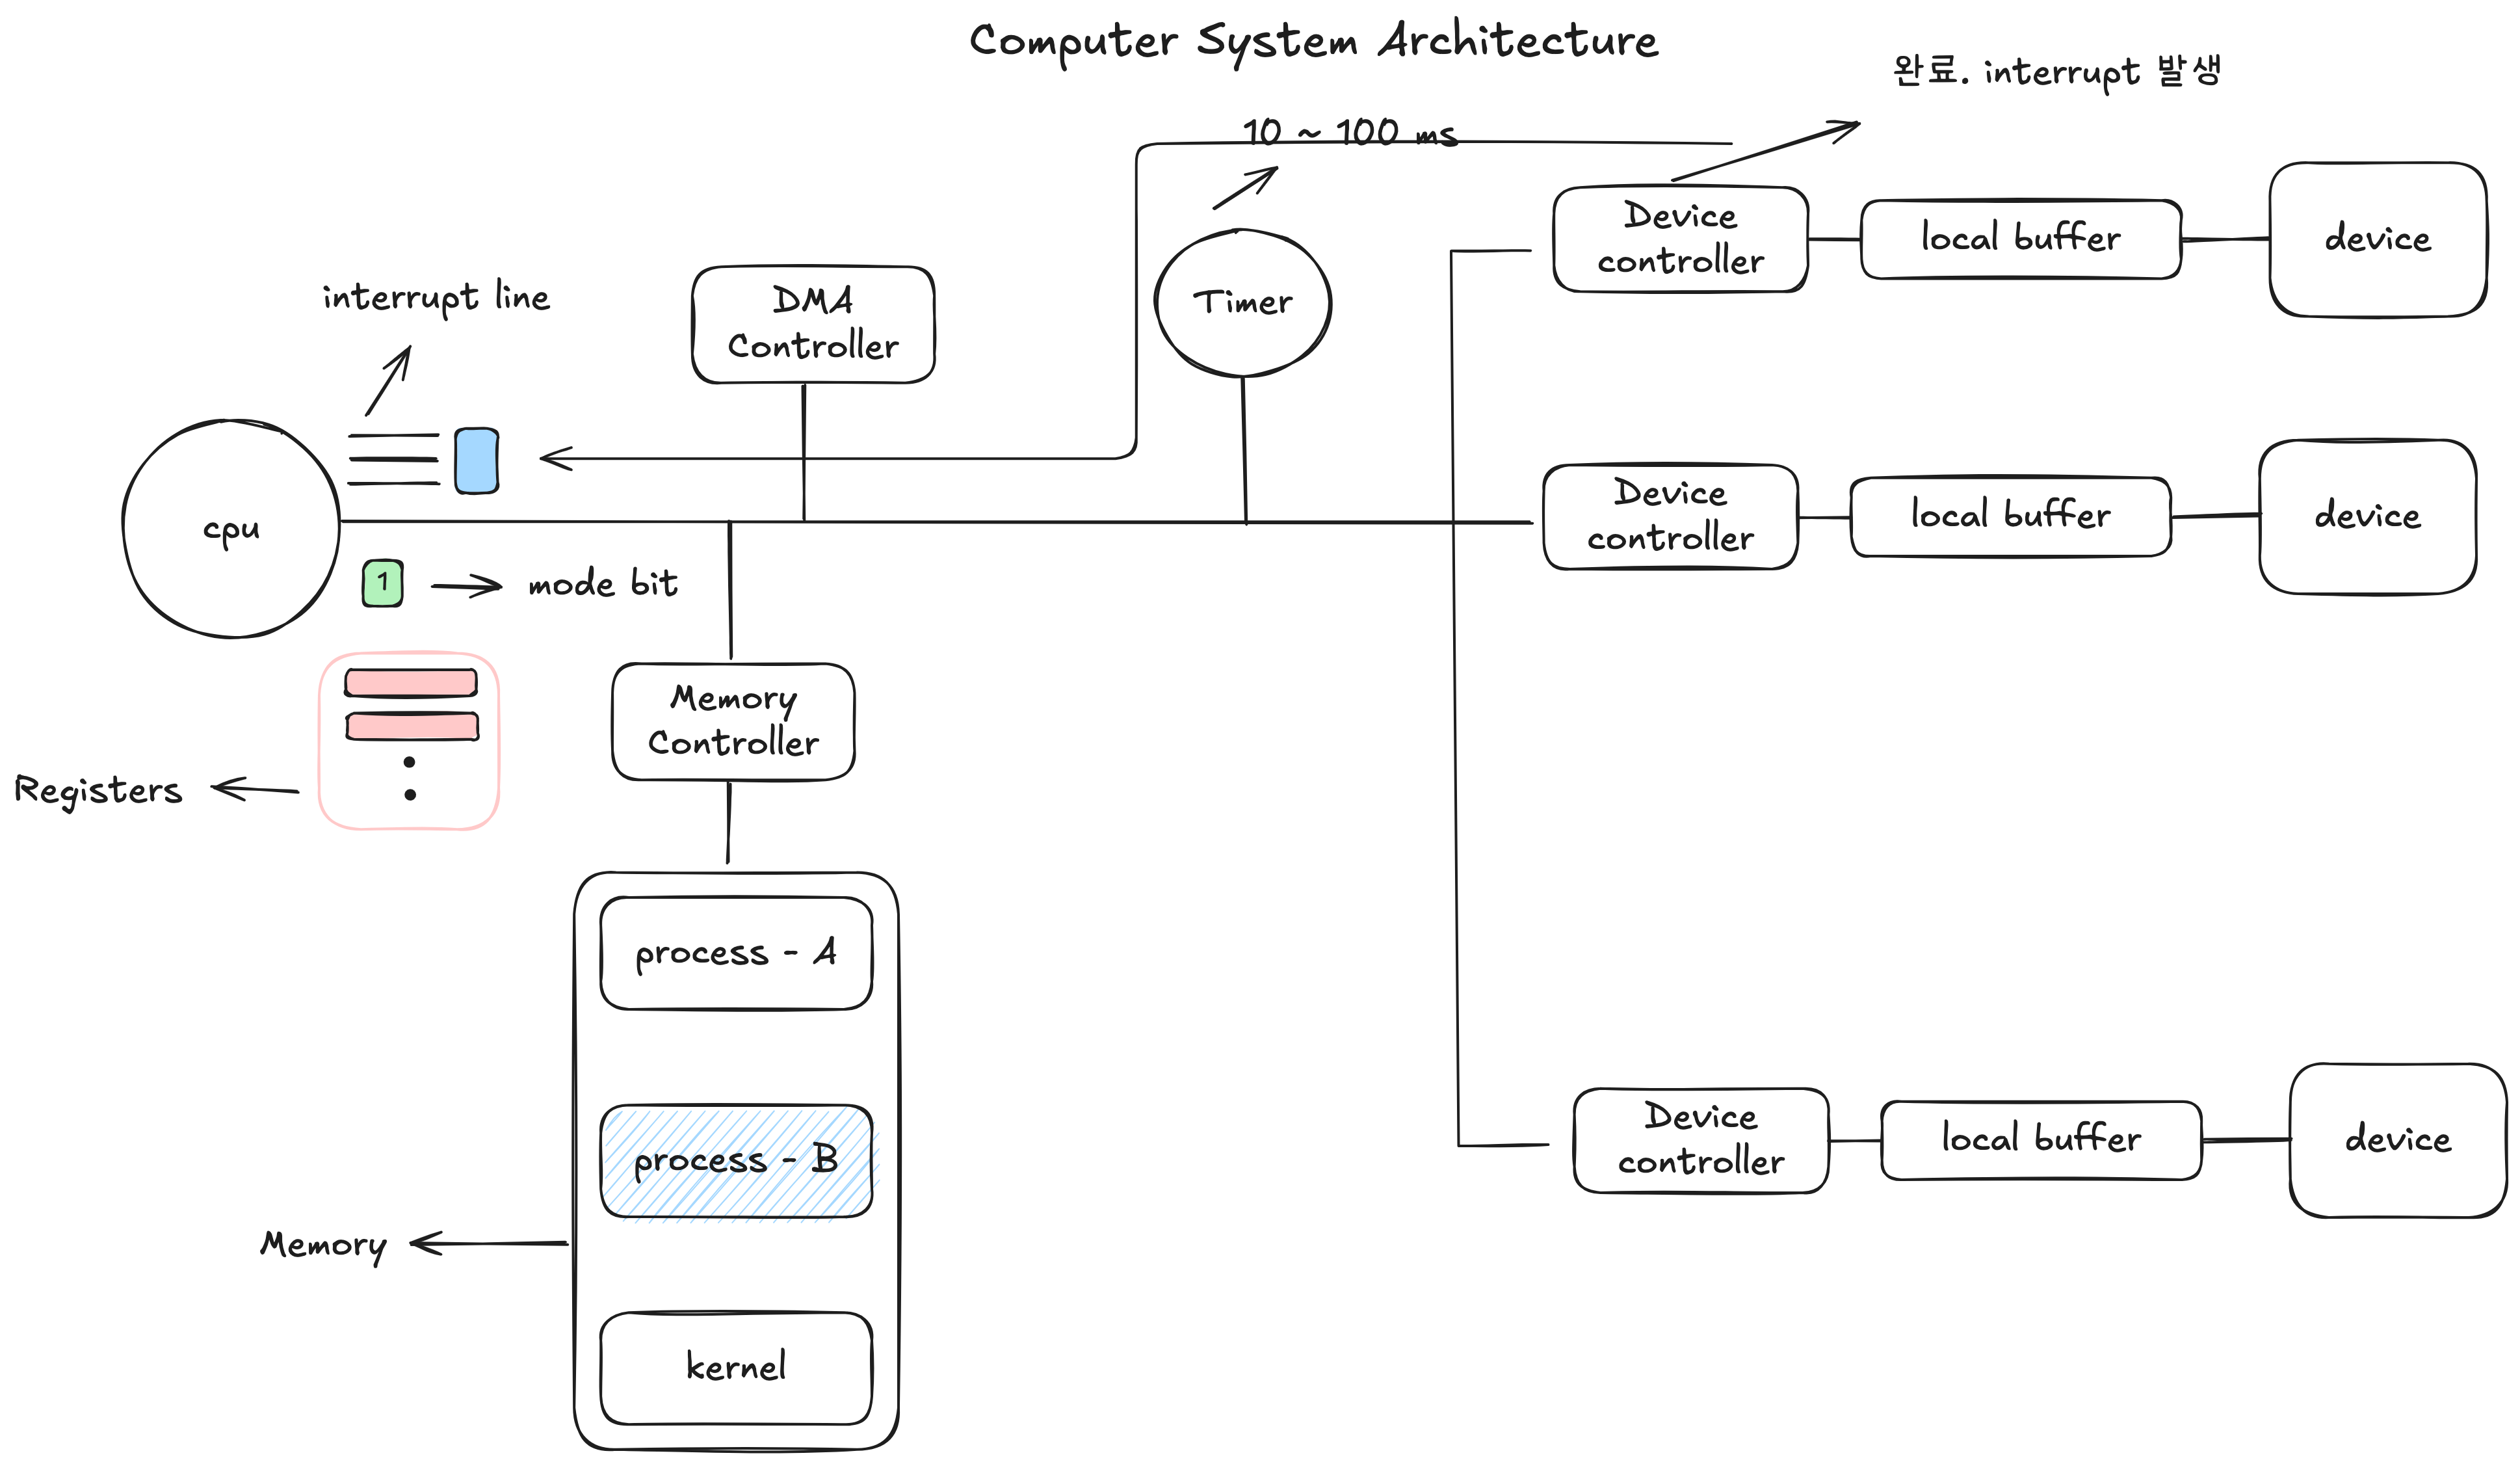 Computer System Architecture
완료. interrupt 발생
10 ~ 100 ms
Device
controller
local buffer
device
interrupt line
DMA
Controller
Timer
cpu
1
mode bit
Device
controller
local buffer
device
Memory
Controller
Registers
process - A
process - B
Device
controller
local buffer
device
Memory
kernel